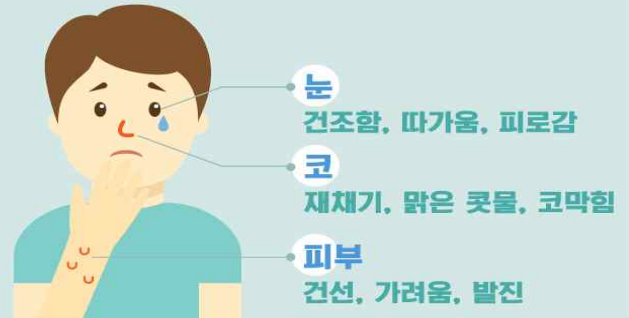 눈
건조함, 따가움, 피로감
코
재채기, 맑은 콧물, 코막힘
피부
건선, 가려움, 발진